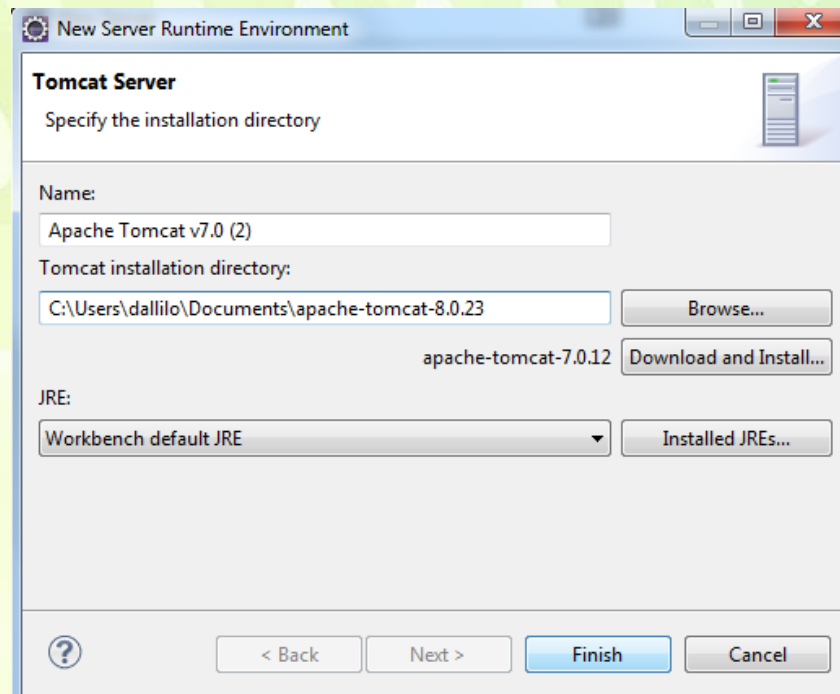 New Server Runtime Environment
Tomcat Server
Specify the installation directory
Name:
Apache Tomcat v7.0 (2)
Tomcat installation directory:
C:\Users\dallilo\Documents\apache-tomcat-8.0.23 Browse...
apache-tomcat-7.0.12 Download and Install...
JRE:
Workbench default JRE Installed JREs...
? < Back Next > Finish Cancel